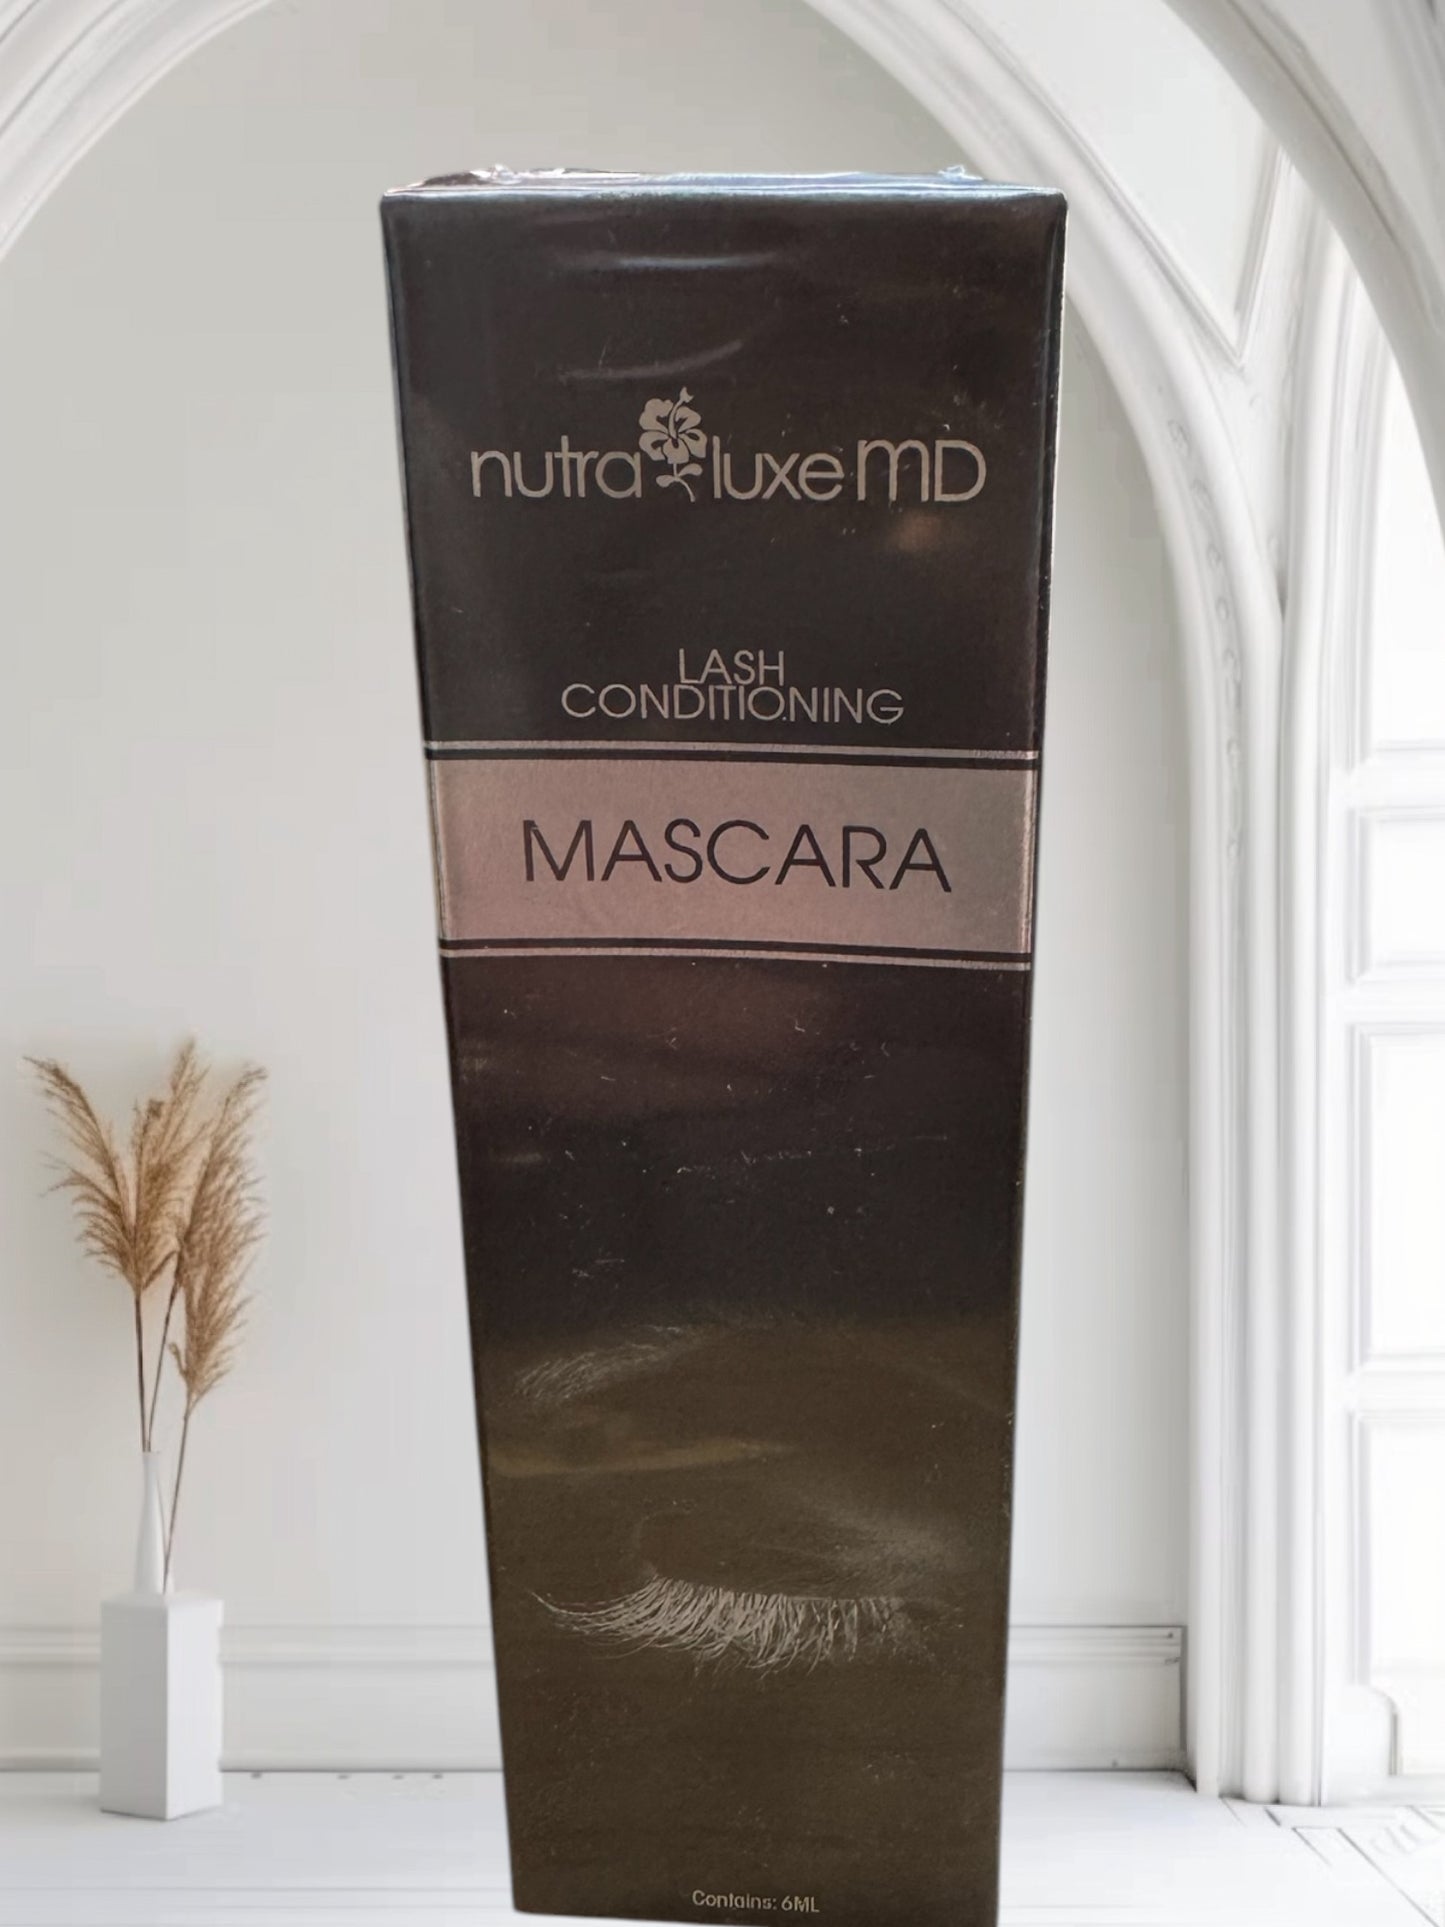 nutra luxe MD
LASH
CONDITIONING
MASCARA
Contains: 6ML